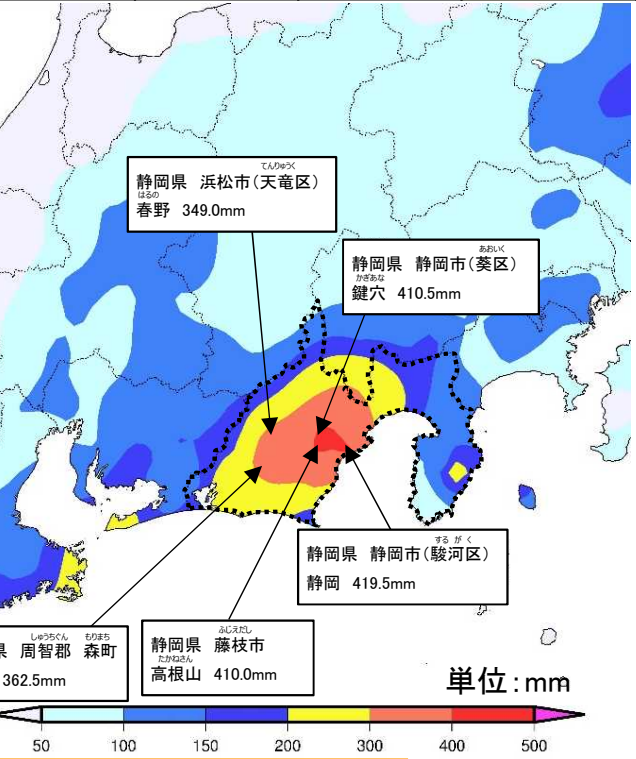 てんりゅうく
静岡県 浜松市(天竜区)
はるの
春野 349.0mm
あおいく
静岡県 静岡市(葵区)
かぎあな
鍵穴 410.5mm
するがく
静岡県 静岡市(駿河区)
静岡 419.5mm
しゅうちぐん もりまち
県 周智郡 森町
362.5mm
ふじえだし
静岡県 藤枝市
たかねさん
高根山 410.0mm
単位:mm
50 100 150 200 300 400 500